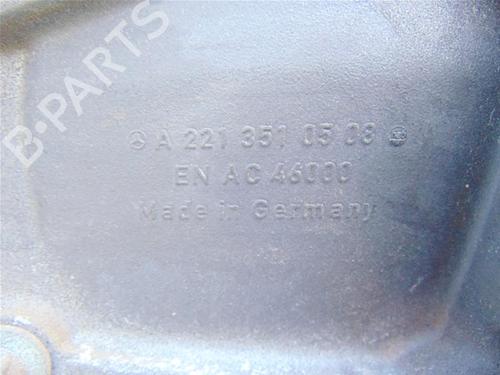 B-PARTS
A 221 351 05 08
EN AC 46000
Made in Germany